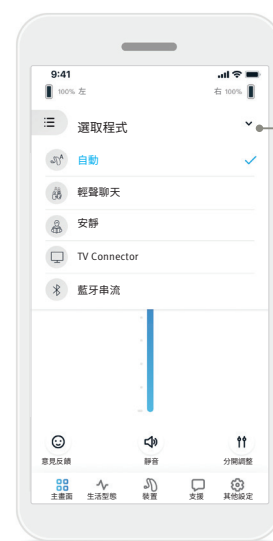 9:41
100% 左 右 100%
選取程式
自動
輕聲聊天
安靜
TV Connector
藍牙串流
意見反饋 靜音 分開調整
主畫面 生活型態 裝置 支援 其他設定